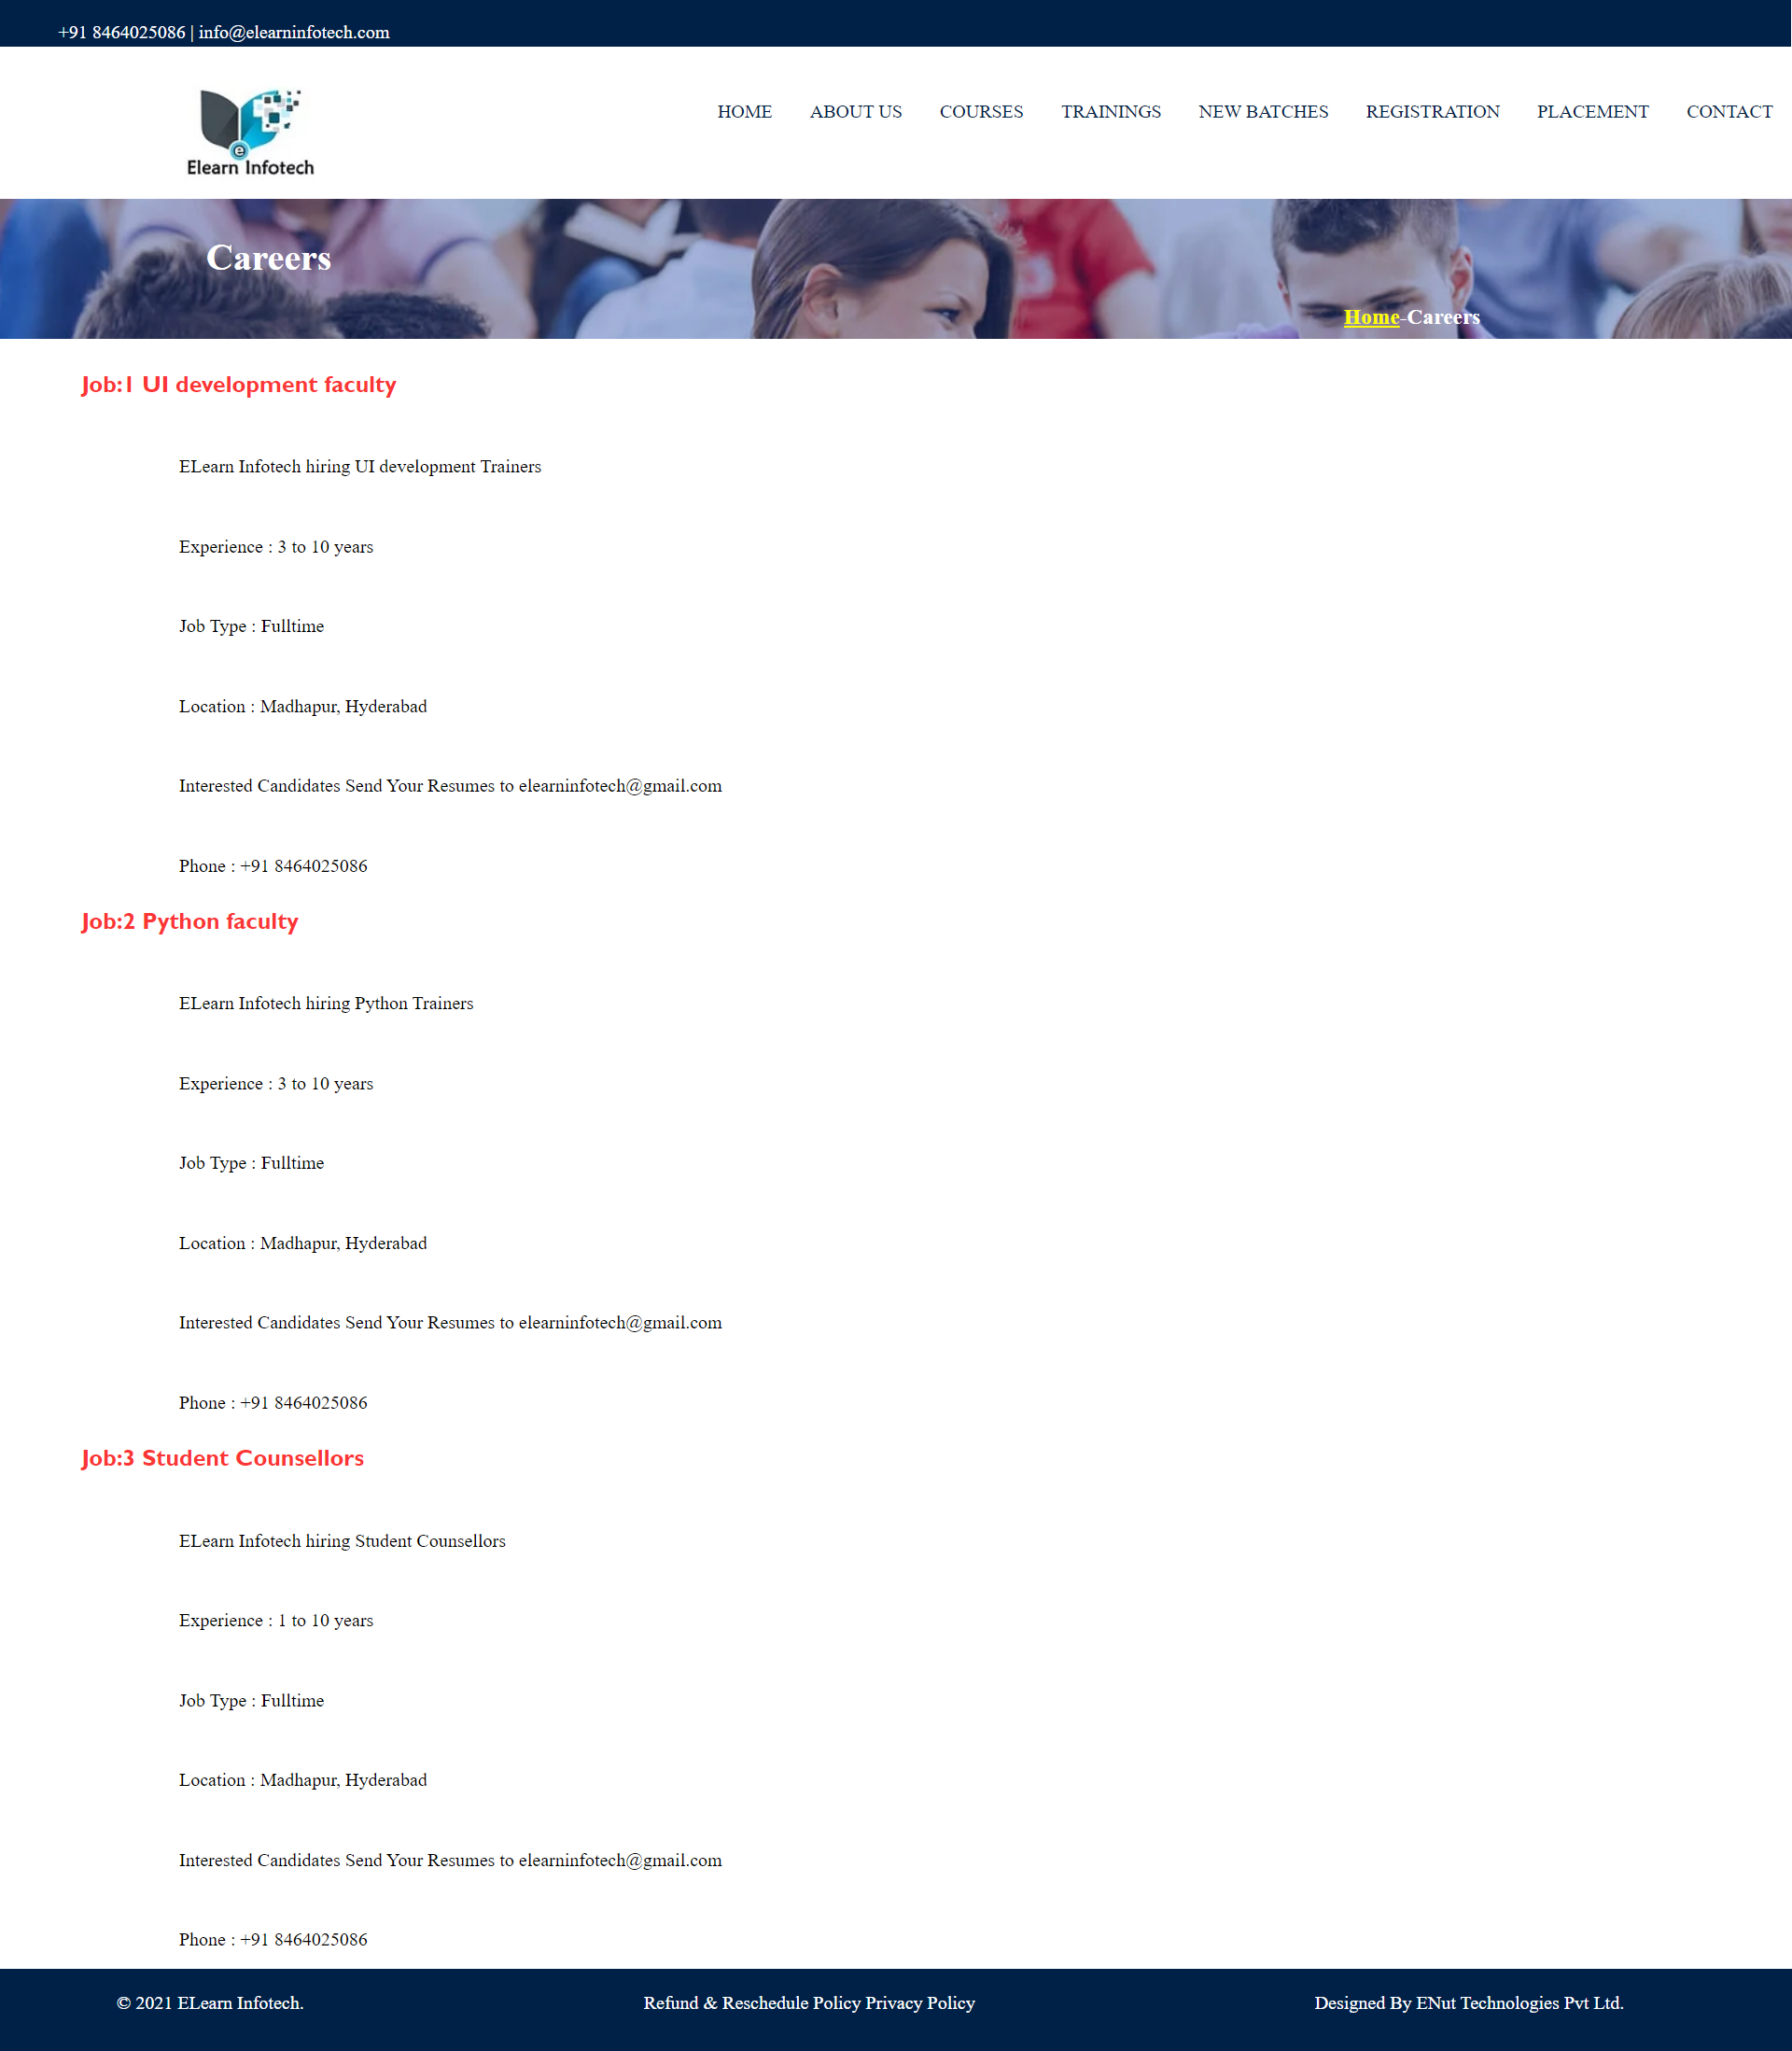 +91 8464025086 | info@elearninfotech.com
e
Elearn Infotech
HOME ABOUT US COURSES TRAININGS NEW BATCHES REGISTRATION PLACEMENT CONTACT
Careers
Home-Careers
Job:1 UI development faculty
ELearn Infotech hiring UI development Trainers
Experience : 3 to 10 years
Job Type : Fulltime
Location : Madhapur, Hyderabad
Interested Candidates Send Your Resumes to elearninfotech@gmail.com
Phone : +91 8464025086
Job:2 Python faculty
ELearn Infotech hiring Python Trainers
Experience : 3 to 10 years
Job Type : Fulltime
Location : Madhapur, Hyderabad
Interested Candidates Send Your Resumes to elearninfotech@gmail.com
Phone : +91 8464025086
Job:3 Student Counsellors
ELearn Infotech hiring Student Counsellors
Experience : 1 to 10 years
Job Type : Fulltime
Location : Madhapur, Hyderabad
Interested Candidates Send Your Resumes to elearninfotech@gmail.com
Phone : +91 8464025086
© 2021 ELearn Infotech. Refund & Reschedule Policy Privacy Policy Designed By ENut Technologies Pvt Ltd.